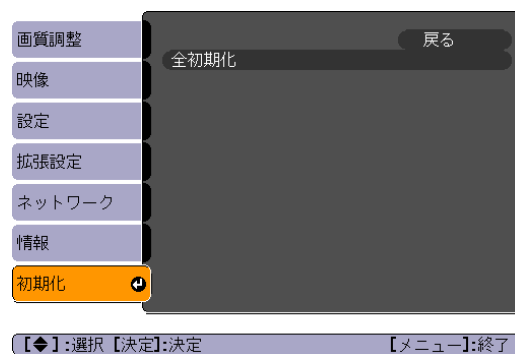 画質調整
映像
設定
拡張設定
ネットワーク
情報
初期化
戻る
全初期化
【◆】:選択 【決定】:決定 【メニュー】:終了